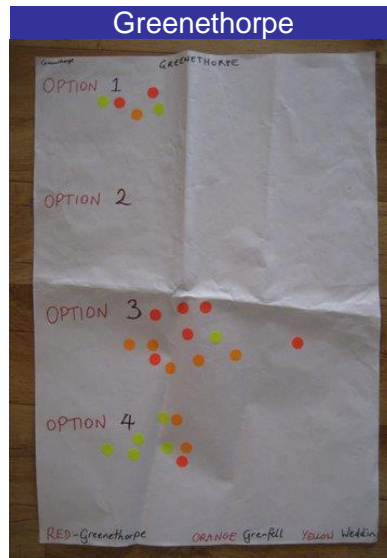 Greenethorpe
Greenethorpe
GREENETHORPE
OPTION 1
OPTION 2
OPTION 3
OPTION 4
RED-Greenethorpe ORANGE Grenfell YELLOW Weddin